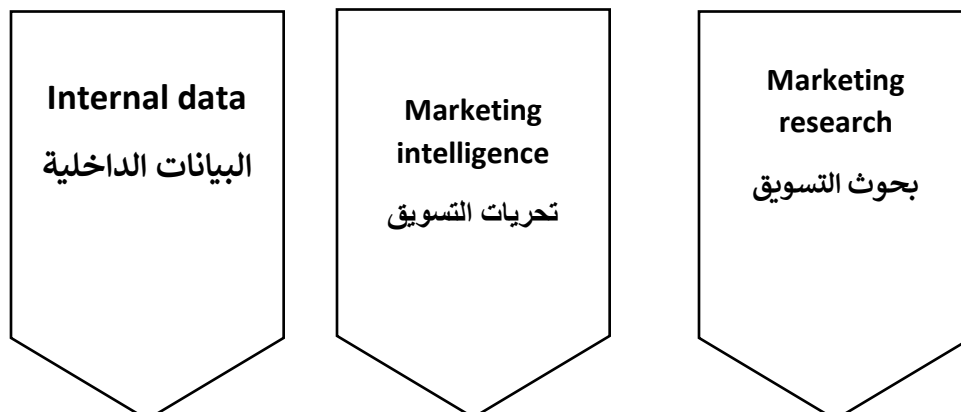 Internal data
البيانات الداخلية
Marketing
intelligence
تحريات التسويق
Marketing
research
بحوث التسويق